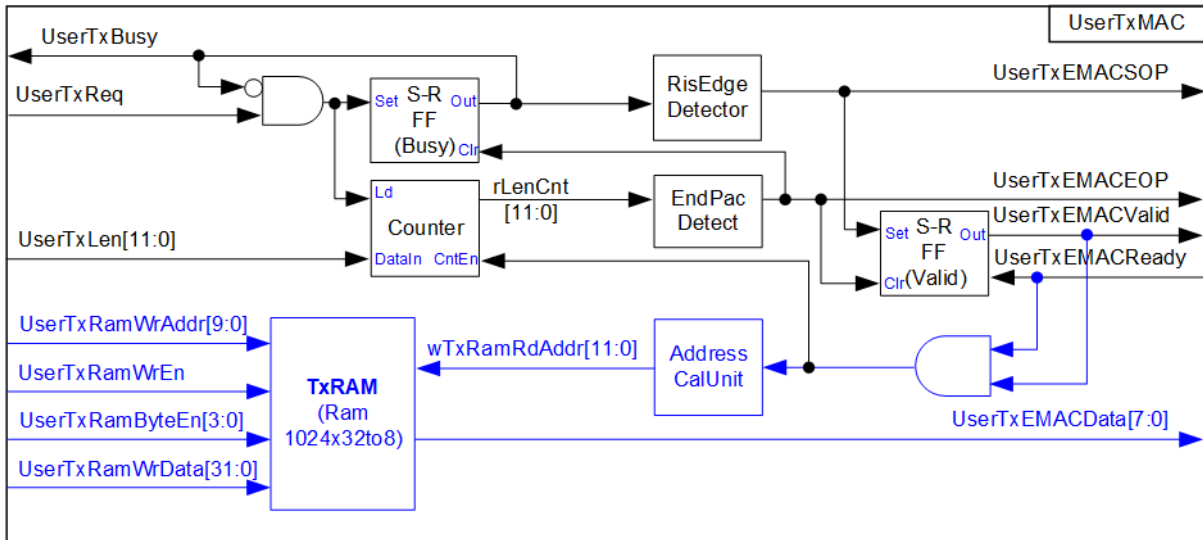 UserTxMAC
UserTxBusy
UserTxReq
S-R
Set Out
FF
(Busy)
Clr
RisEdge
Detector
UserTxEMACSOP
Ld
Counter
DataIn CntEn
rLenCnt
[11:0]
EndPac
Detect
UserTxEMACEOP
UserTxEMACValid
S-R
Set Out
FF
Clr (Valid)
UserTxEMACReady
UserTxLen[11:0]
UserTxRamWrAddr[9:0]
UserTxRamWrEn
UserTxRamByteEn[3:0]
UserTxRamWrData[31:0]
TxRAM
(Ram
1024x32to8)
wTxRamRdAddr[11:0]
Address
CalUnit
UserTxEMACData[7:0]